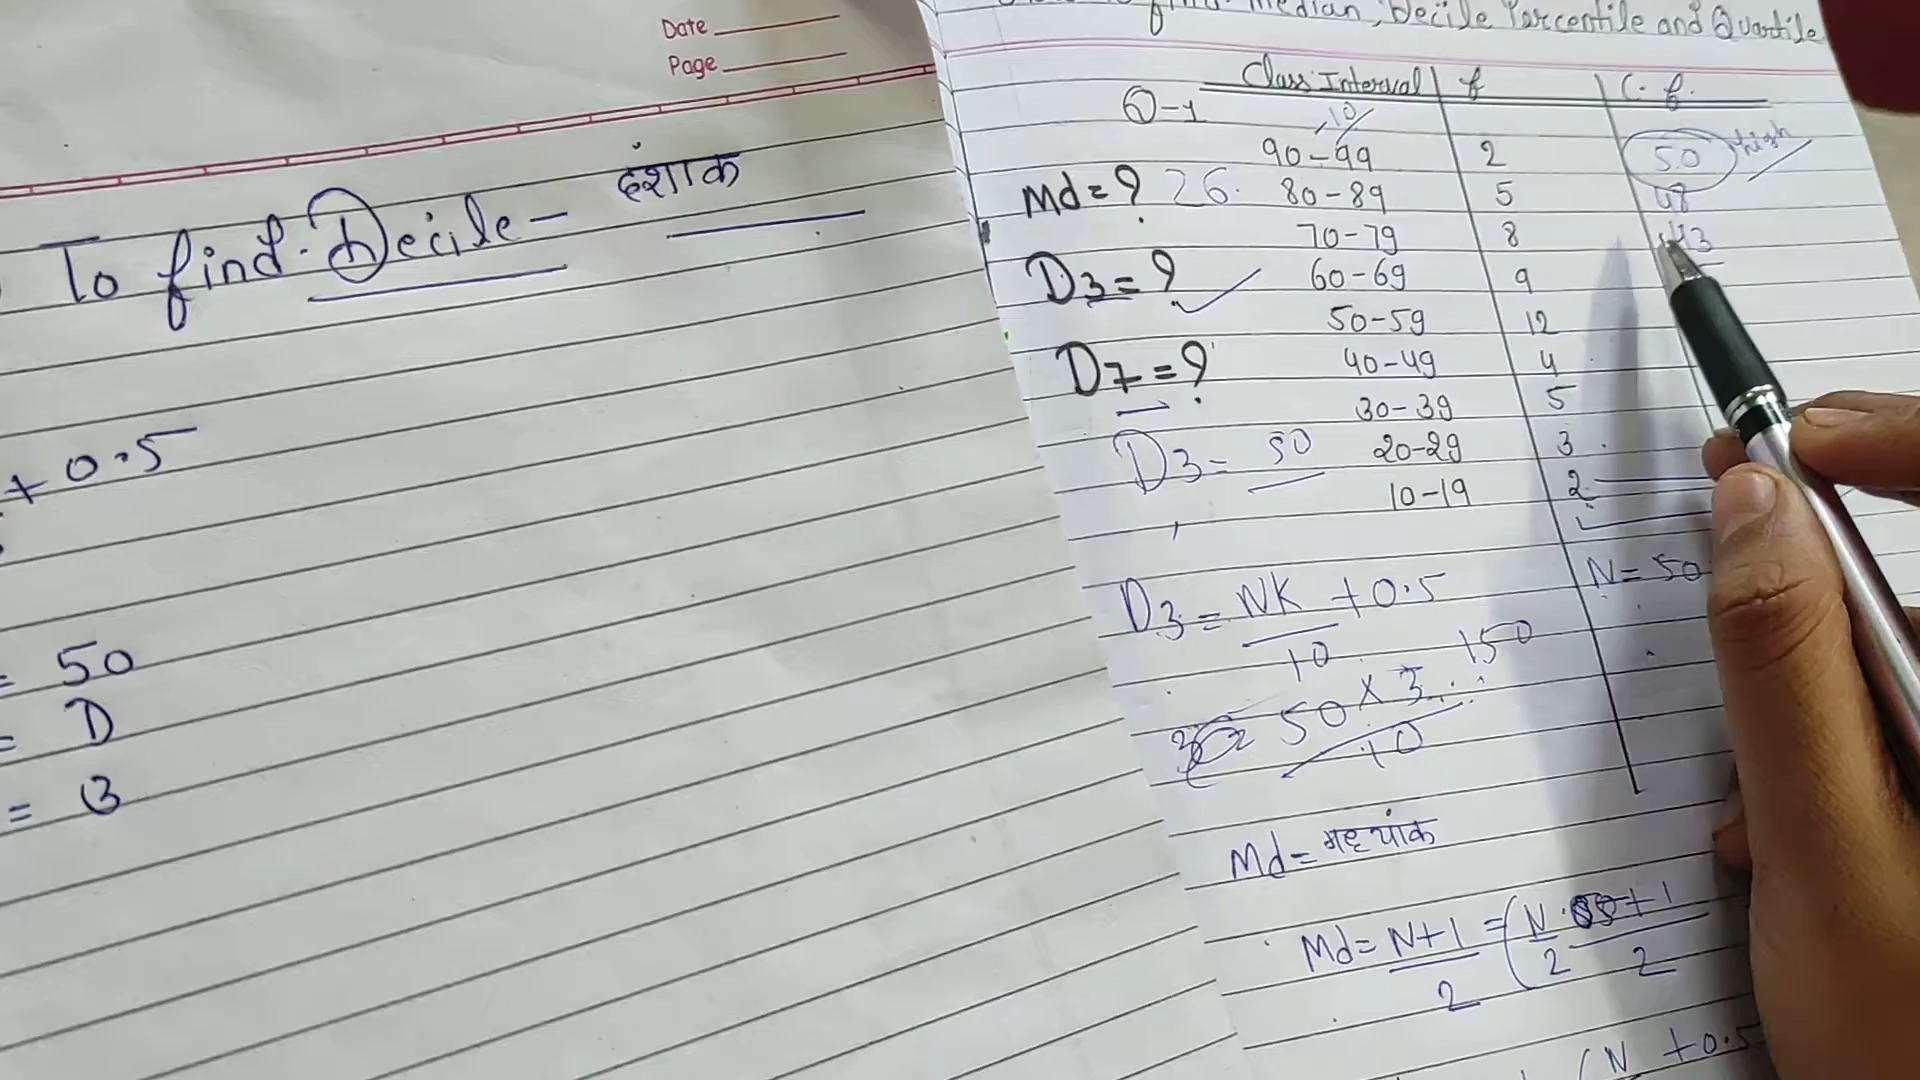 Date
Page
To find Decile - दशांक
+ 0.5
= 50
= D
= 3
find Median, Decile Percentile and Quartile
Class Interval f C.f.
Q-1 10
90-99 2 50 high
Md = ? 26. 80-89 5 48
70-79 8 43
D3 = ? 60-69 9
50-59 12
D7 = ? 40-49 4
30-39 5
D3 = 50 20-29 3
10-19 2
N = 50
D3 = NK/10 + 0.5
50 x 3/10 150
Md = मध्यांक
Md = N+1/2 = (N/2 +1/2
(N + 0.5